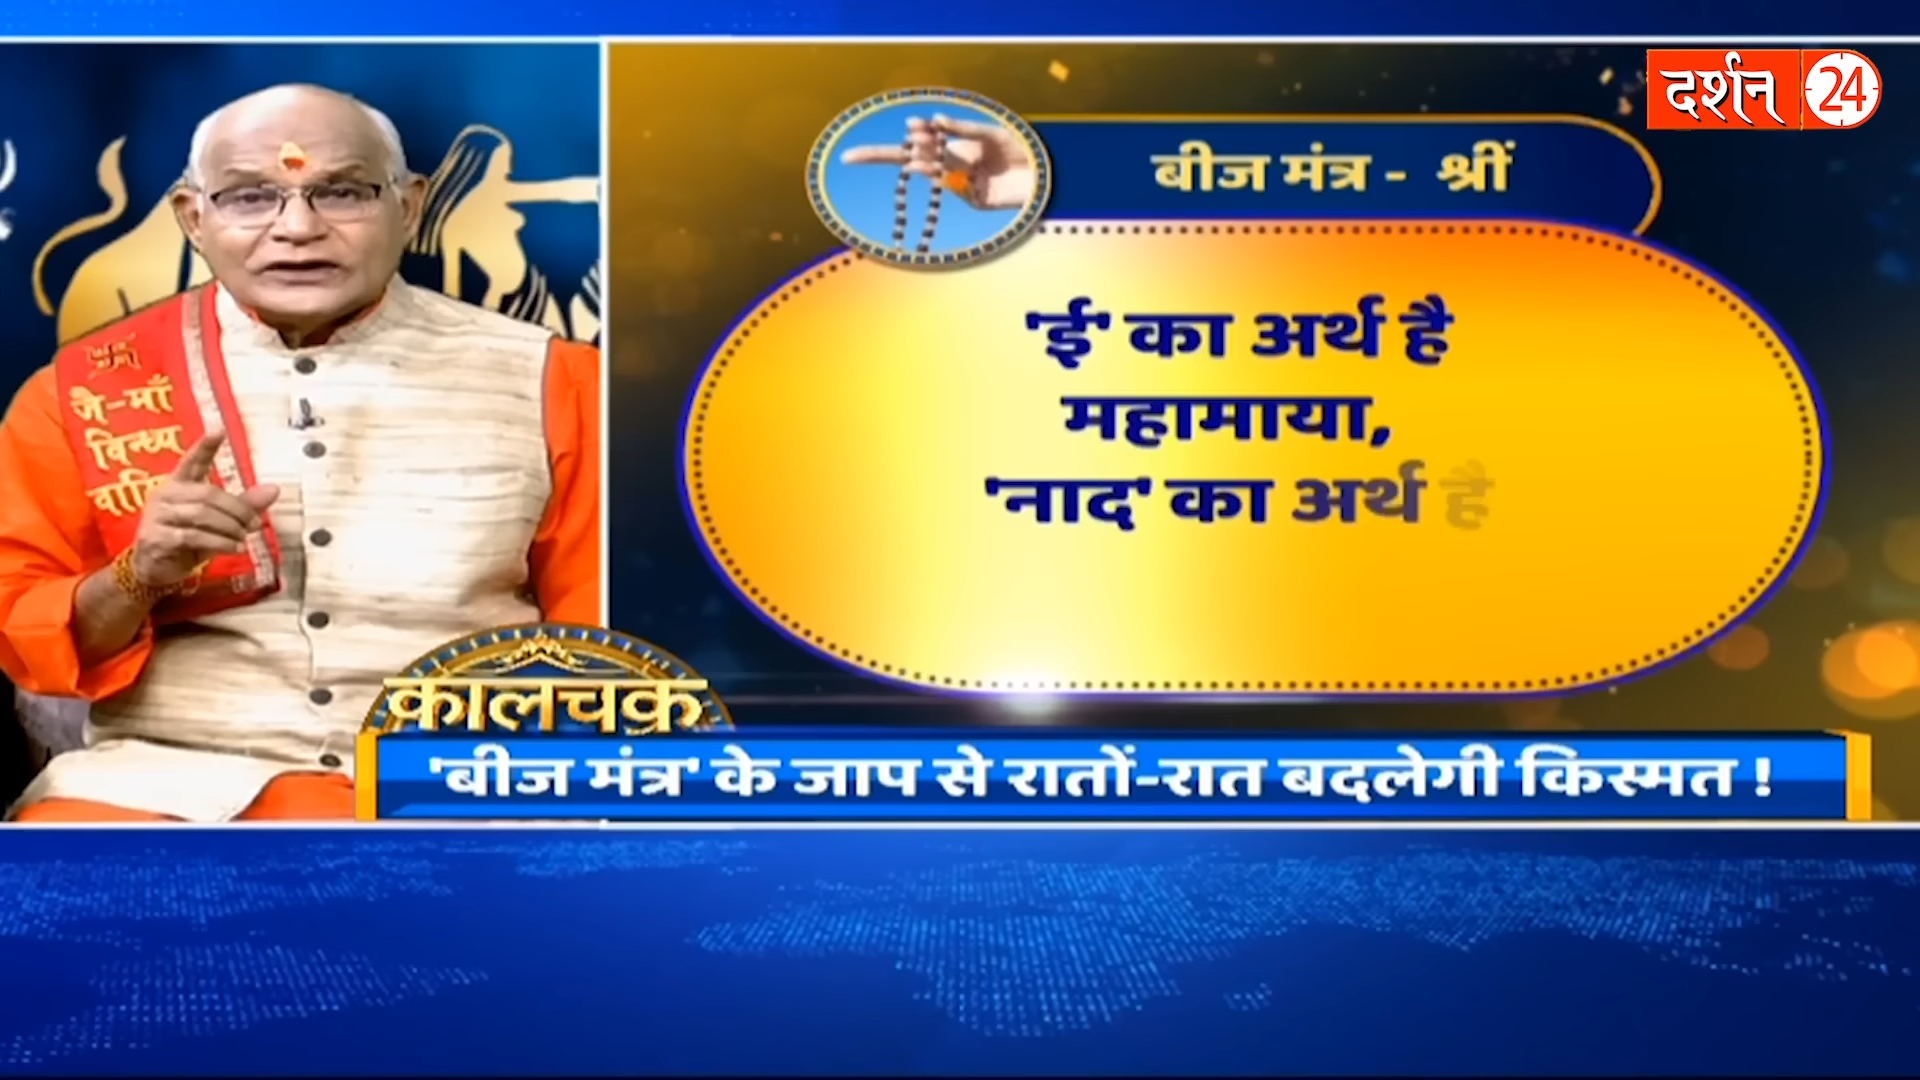 दर्शन 24
बीज मंत्र - श्रीं
'ई' का अर्थ है
महामाया,
'नाद' का अर्थ है
जै-माँ
विन्ध्य
कालचक्र
'बीज मंत्र' के जाप से रातों-रात बदलेगी किस्मत !